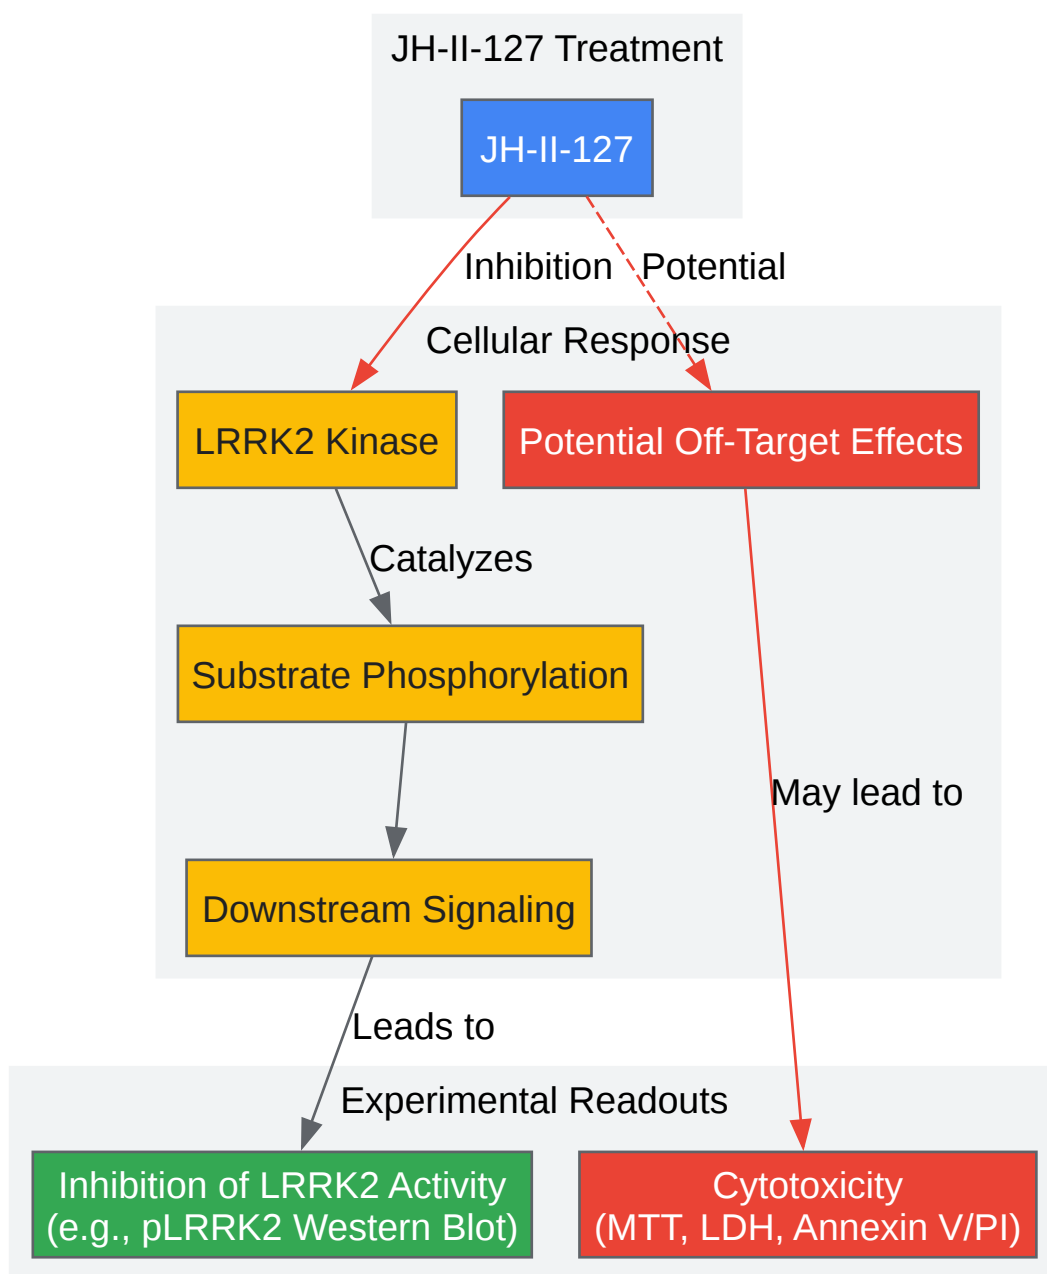 JH-II-127 Treatment
JH-II-127
Inhibition
Potential
Cellular Response
LRRK2 Kinase
Potential Off-Target Effects
Catalyzes
Substrate Phosphorylation
May lead to
Downstream Signaling
Leads to
Experimental Readouts
Inhibition of LRRK2 Activity
(e.g., pLRRK2 Western Blot)
Cytotoxicity
(MTT, LDH, Annexin V/PI)